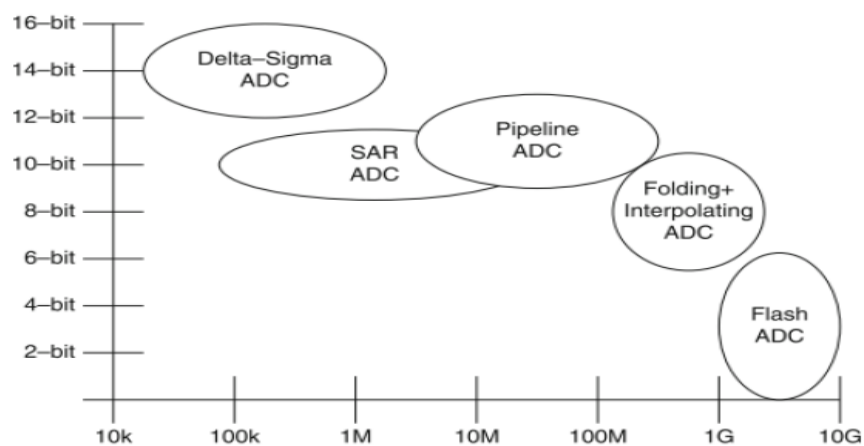 16–bit
14–bit
12–bit
10–bit
8–bit
6–bit
4–bit
2–bit
Delta–Sigma
ADC
SAR
ADC
Pipeline
ADC
Folding+
Interpolating
ADC
Flash
ADC
10k
100k
1M
10M
100M
1G
10G